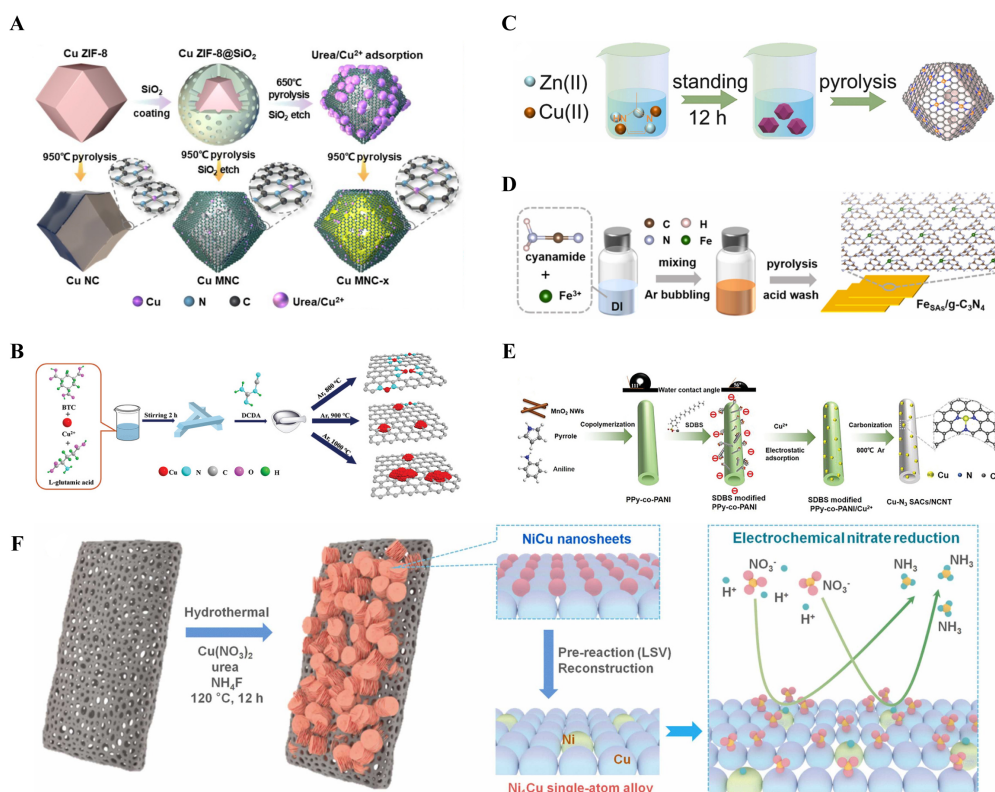 A
Cu ZIF-8
Cu ZIF-8@SiO₂
Urea/Cu²⁺ adsorption
SiO₂
coating
650℃
pyrolysis
SiO₂ etch
950℃ pyrolysis
950℃ pyrolysis
SiO₂ etch
950℃ pyrolysis
Cu NC
Cu MNC
Cu MNC-x
Cu
N
C
Urea/Cu²⁺
B
BTC
+
Cu²⁺
+
L-glutamic acid
Stirring 2 h
DCDA
Ar, 800 °C
Ar, 900 °C
Ar, 1000°C
Cu
N
C
O
H
C
Zn(II)
Cu(II)
standing
12 h
pyrolysis
D
cyanamide
+
Fe³⁺
C
H
N
Fe
DI
mixing
Ar bubbling
pyrolysis
acid wash
Fe_SAs/g-C₃N₄
E
MnO₂ NWs
Pyrrole
Aniline
Copolymerization
Water contact angle
SDBS
Cu²⁺
Electrostatic
adsorption
Carbonization
800℃ Ar
PPy-co-PANI
SDBS modified
PPy-co-PANI
SDBS modified
PPy-co-PANI/Cu²⁺
Cu-N₃ SACs/NCNT
Cu
N
C
F
Hydrothermal
Cu(NO₃)₂
urea
NH₄F
120 °C, 12 h
NiCu nanosheets
Pre-reaction (LSV)
Reconstruction
Ni
Cu
Ni₁Cu single-atom alloy
Electrochemical nitrate reduction
NO₃⁻
NO₃⁻
H⁺
H⁺
H⁺
NH₃
NH₃
NH₃